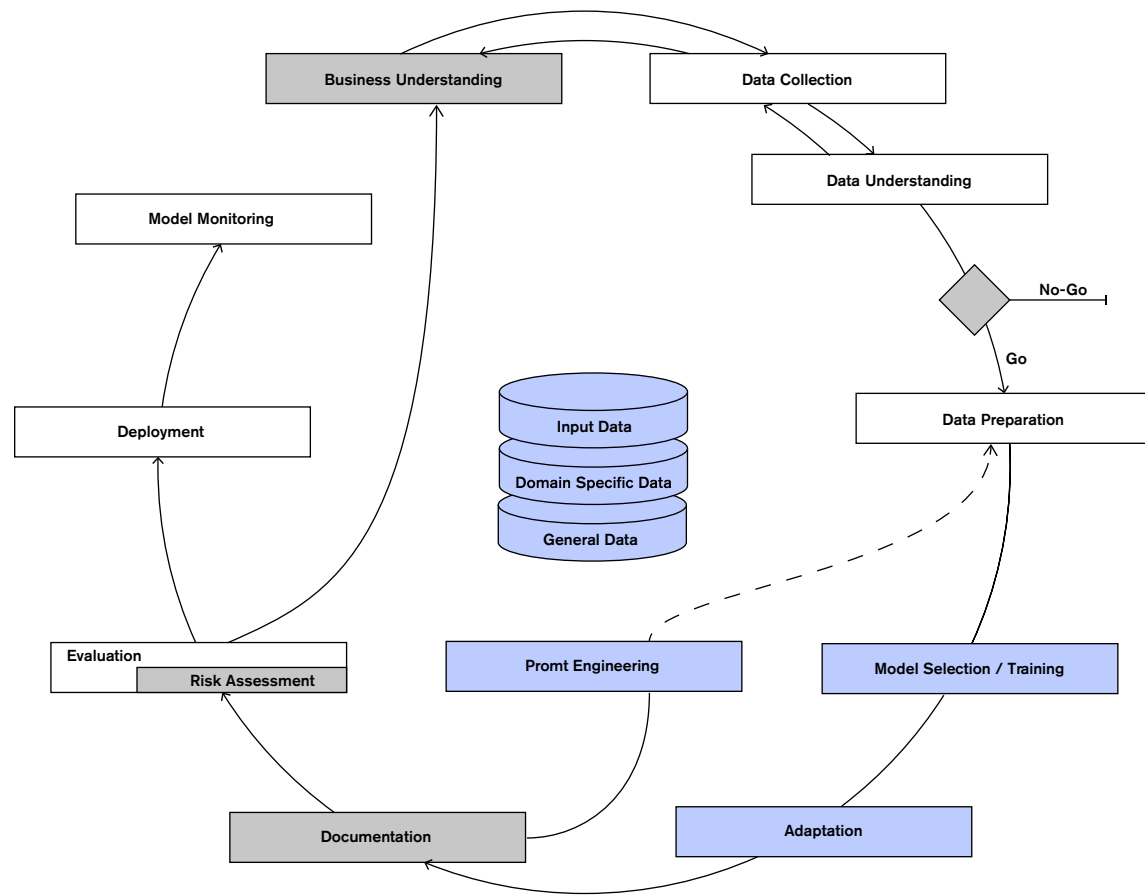 Business Understanding
Data Collection
Data Understanding
Model Monitoring
No-Go
Go
Deployment
Input Data
Data Preparation
Domain Specific Data
General Data
Evaluation
Risk Assessment
Promt Engineering
Model Selection / Training
Documentation
Adaptation